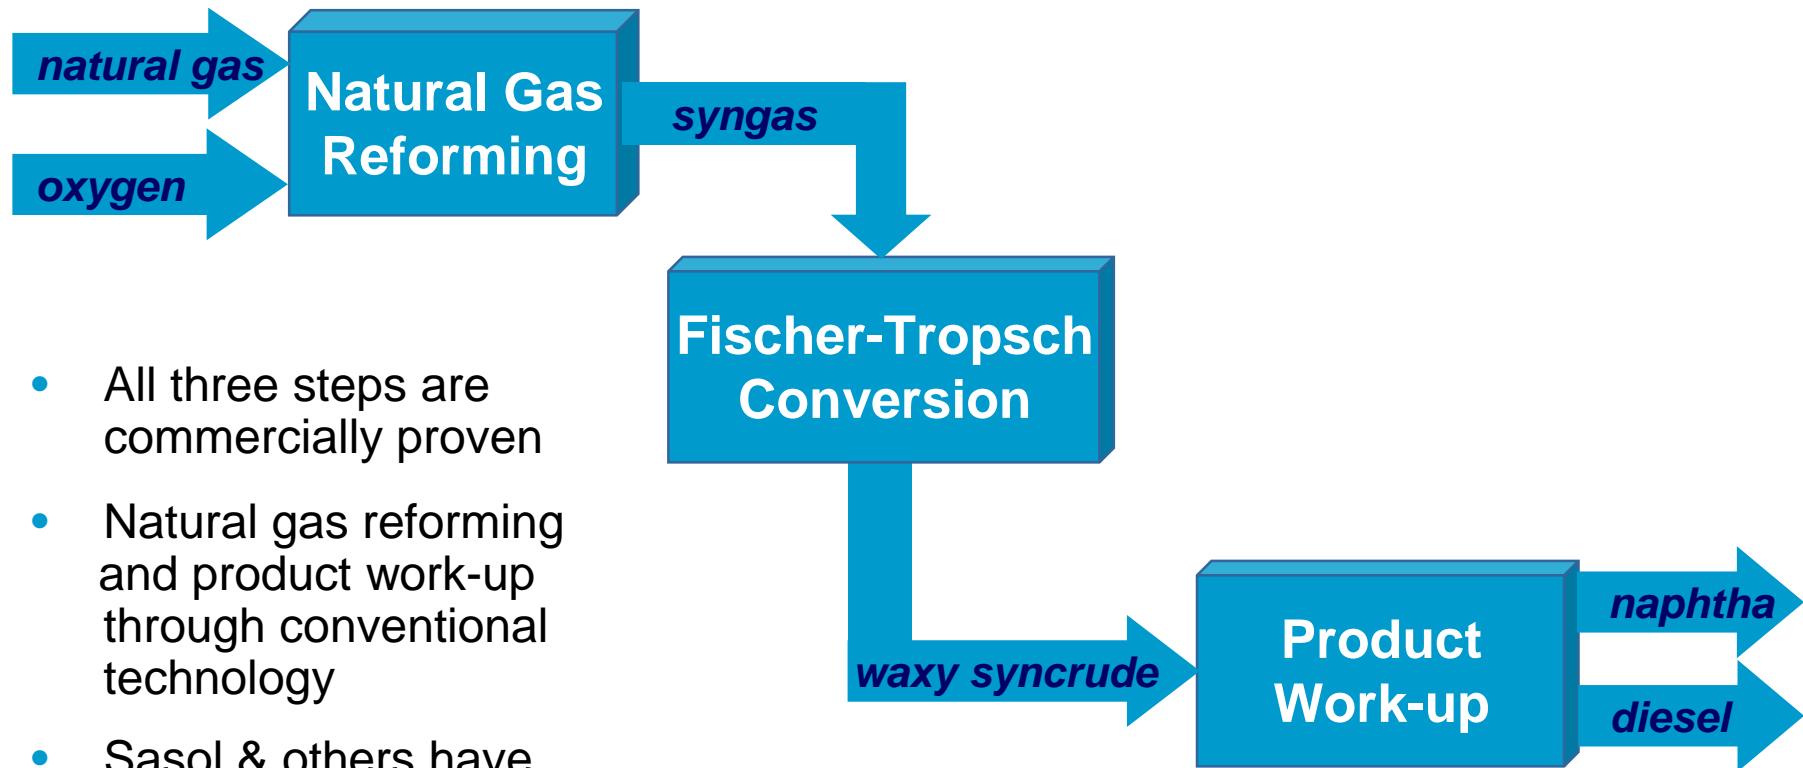 natural gas
oxygen
Natural Gas
Reforming
syngas
Fischer-Tropsch
Conversion
waxy syncrude
Product
Work-up
naphtha
diesel
• All three steps are
commercially proven
• Natural gas reforming
and product work-up
through conventional
technology
• Sasol & others have